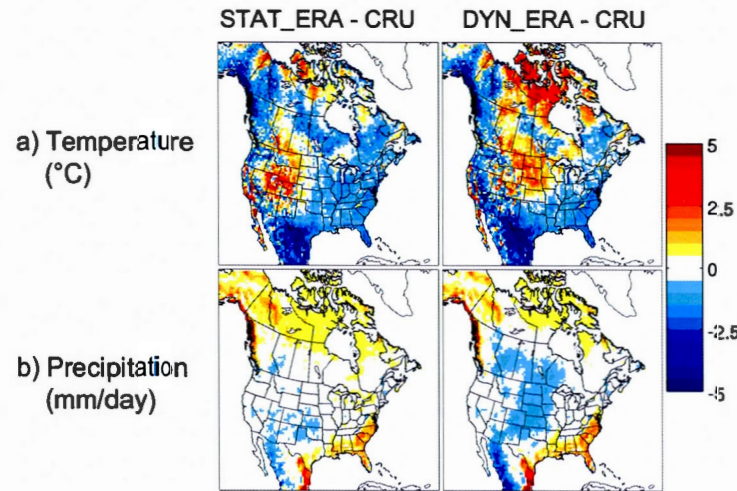 STAT_ERA - CRU DYN_ERA - CRU
a) Temperature
(°C)
b) Precipitation
(mm/day)
5
2.5
0
-2.5
-5